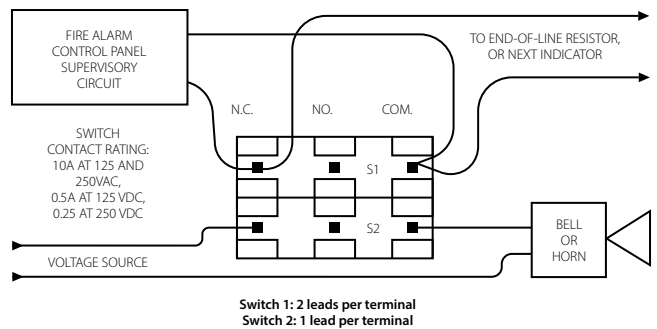 FIRE ALARM
CONTROL PANEL
SUPERVISORY
CIRCUIT
TO END-OF-LINE RESISTOR,
OR NEXT INDICATOR
N.C.
NO.
COM.
SWITCH
CONTACT RATING:
10A AT 125 AND
250VAC,
0.5A AT 125 VDC,
0.25 AT 250 VDC
S1
S2
BELL
OR
HORN
VOLTAGE SOURCE
Switch 1: 2 leads per terminal
Switch 2: 1 lead per terminal